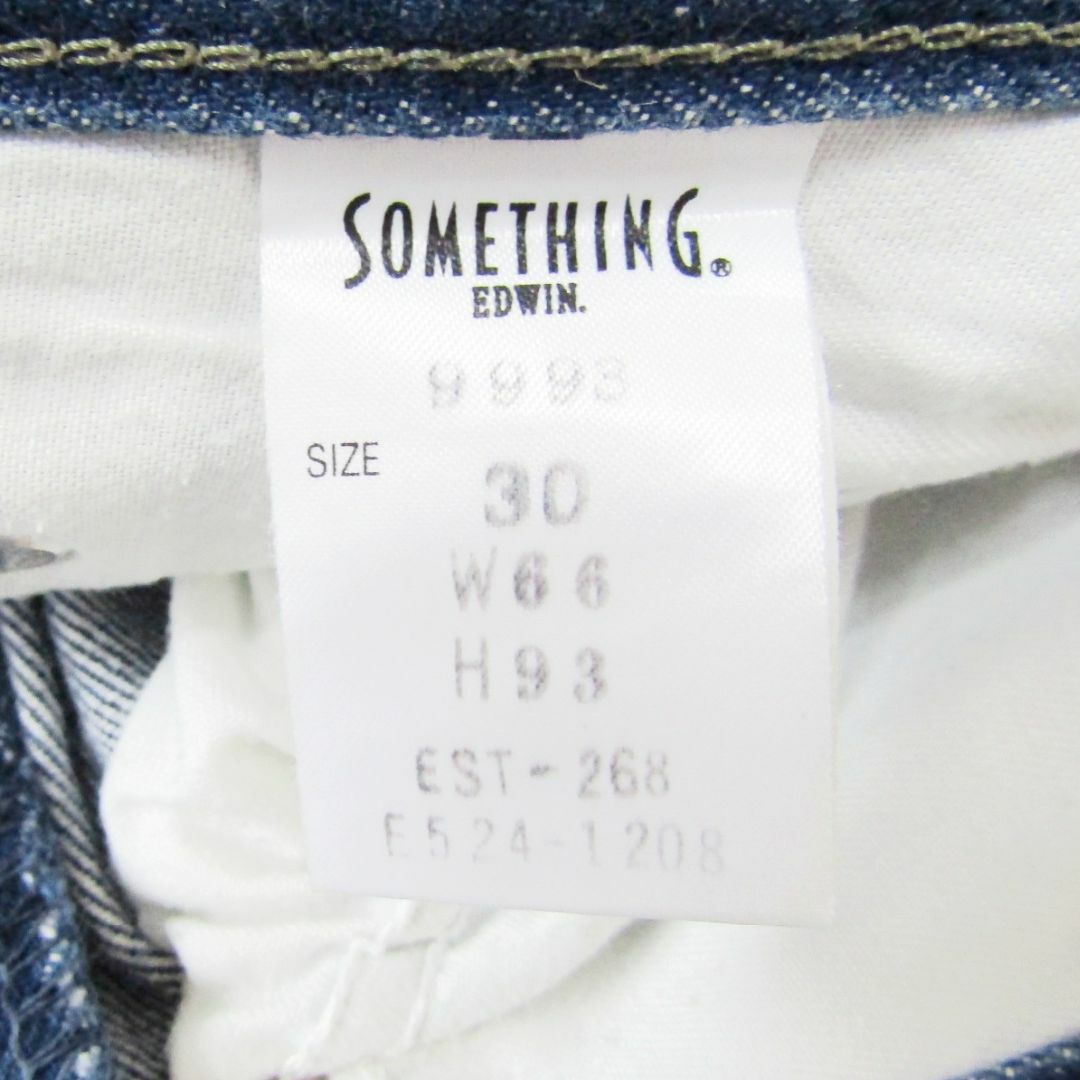 SOMETHING®
EDWIN.
9993
SIZE 30
W66
H93
EST-268
E524-1208